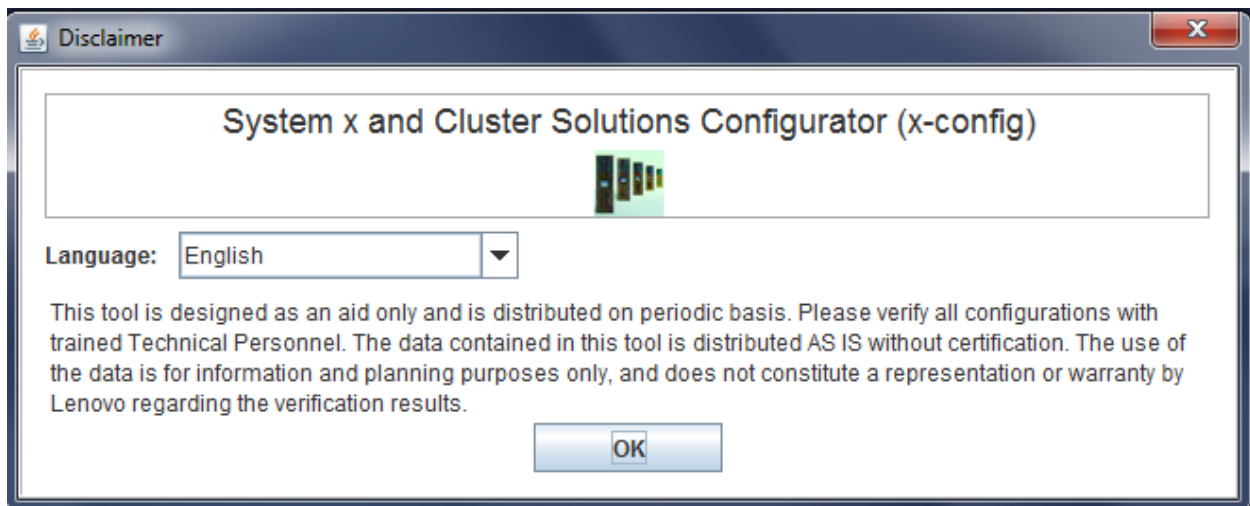 Disclaimer
System x and Cluster Solutions Configurator (x-config)
Language: English
This tool is designed as an aid only and is distributed on periodic basis. Please verify all configurations with
trained Technical Personnel. The data contained in this tool is distributed AS IS without certification. The use of
the data is for information and planning purposes only, and does not constitute a representation or warranty by
Lenovo regarding the verification results.
OK